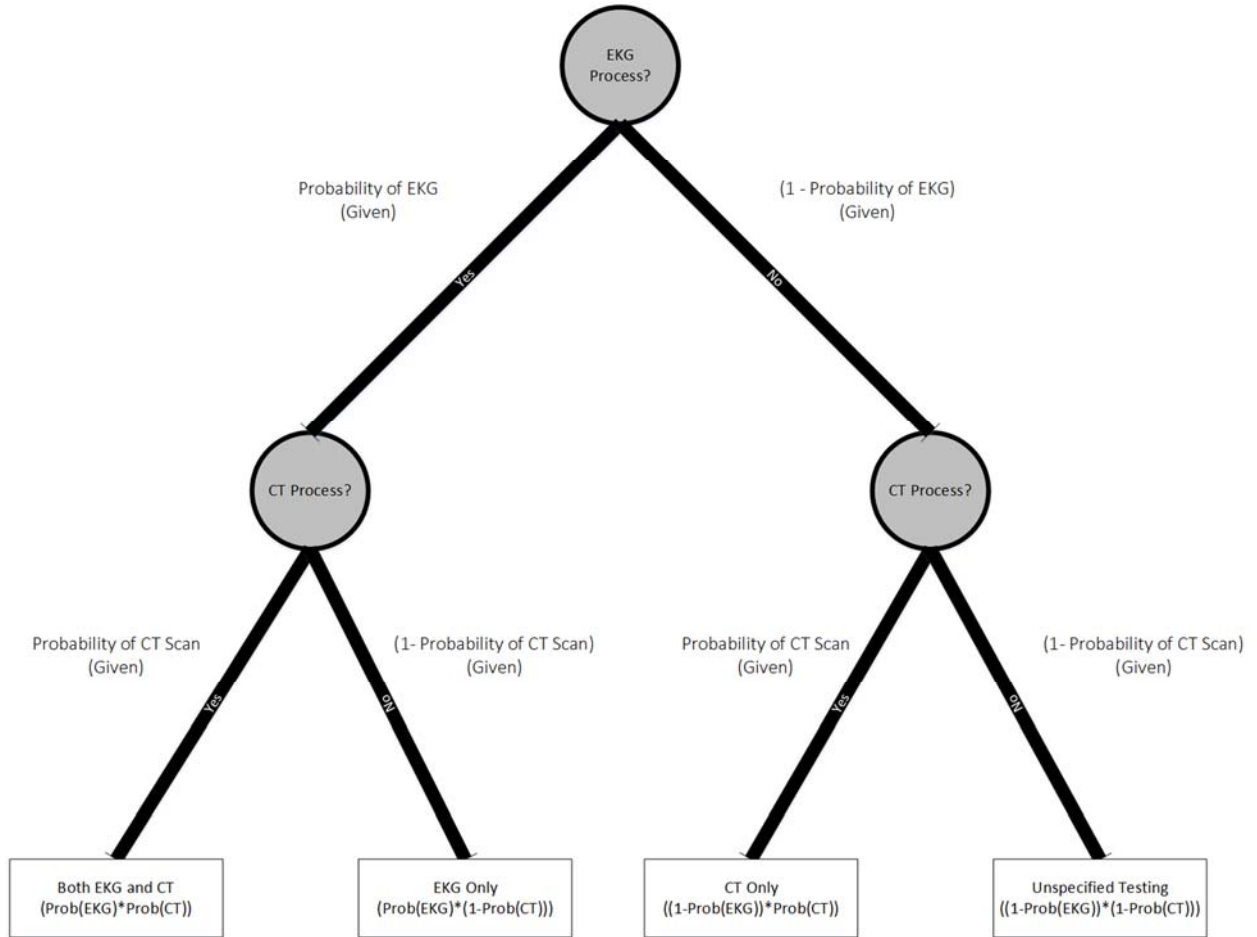 EKG
Process?
Probability of EKG
(Given)
(1 - Probability of EKG)
(Given)
Yes
No
CT Process?
CT Process?
Probability of CT Scan
(Given)
(1- Probability of CT Scan)
(Given)
Probability of CT Scan
(Given)
(1- Probability of CT Scan)
(Given)
Yes
No
Yes
No
Both EKG and CT
(Prob(EKG)*Prob(CT))
EKG Only
(Prob(EKG)*(1-Prob(CT)))
CT Only
((1-Prob(EKG))*Prob(CT))
Unspecified Testing
((1-Prob(EKG))*(1-Prob(CT)))